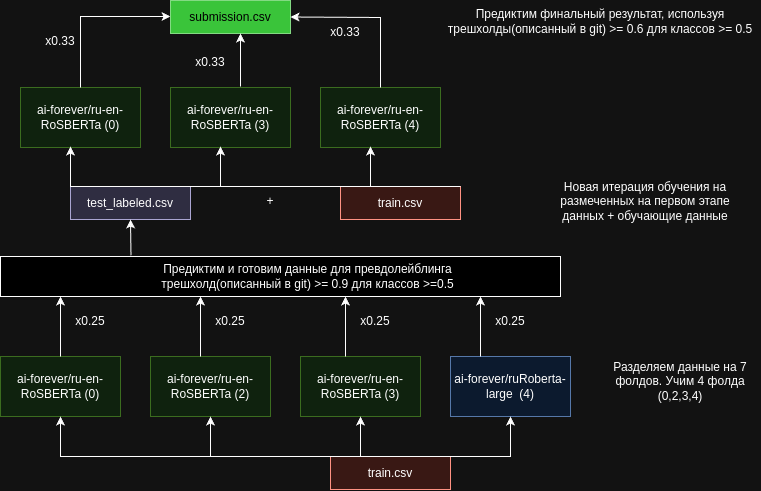 submission.csv
Предиктим финальный результат, используя
трешхолды(описанный в git) >= 0.6 для классов >= 0.5
x0.33
x0.33
x0.33
ai-forever/ru-en-
RoSBERTa (0)
ai-forever/ru-en-
RoSBERTa (3)
ai-forever/ru-en-
RoSBERTa (4)
test_labeled.csv
+
train.csv
Новая итерация обучения на
размеченных на первом этапе
данных + обучающие данные
Предиктим и готовим данные для превдолейблинга
трешхолд(описанный в git) >= 0.9 для классов >=0.5
x0.25
x0.25
x0.25
x0.25
ai-forever/ru-en-
RoSBERTa (0)
ai-forever/ru-en-
RoSBERTa (2)
ai-forever/ru-en-
RoSBERTa (3)
ai-forever/ruRoberta-
large (4)
Разделяем данные на 7
фолдов. Учим 4 фолда
(0,2,3,4)
train.csv